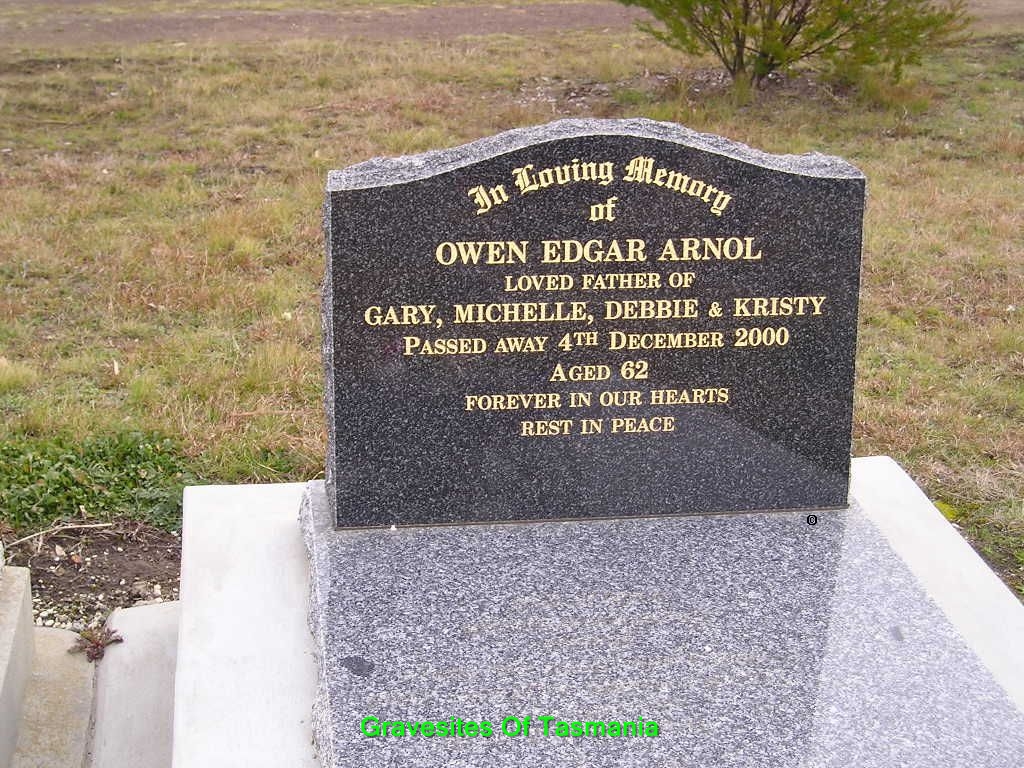 In Loving Memory
of
OWEN EDGAR ARNOL
LOVED FATHER OF
GARY, MICHELLE, DEBBIE & KRISTY
PASSED AWAY 4TH DECEMBER 2000
AGED 62
FOREVER IN OUR HEARTS
REST IN PEACE
Gravesites Of Tasmania